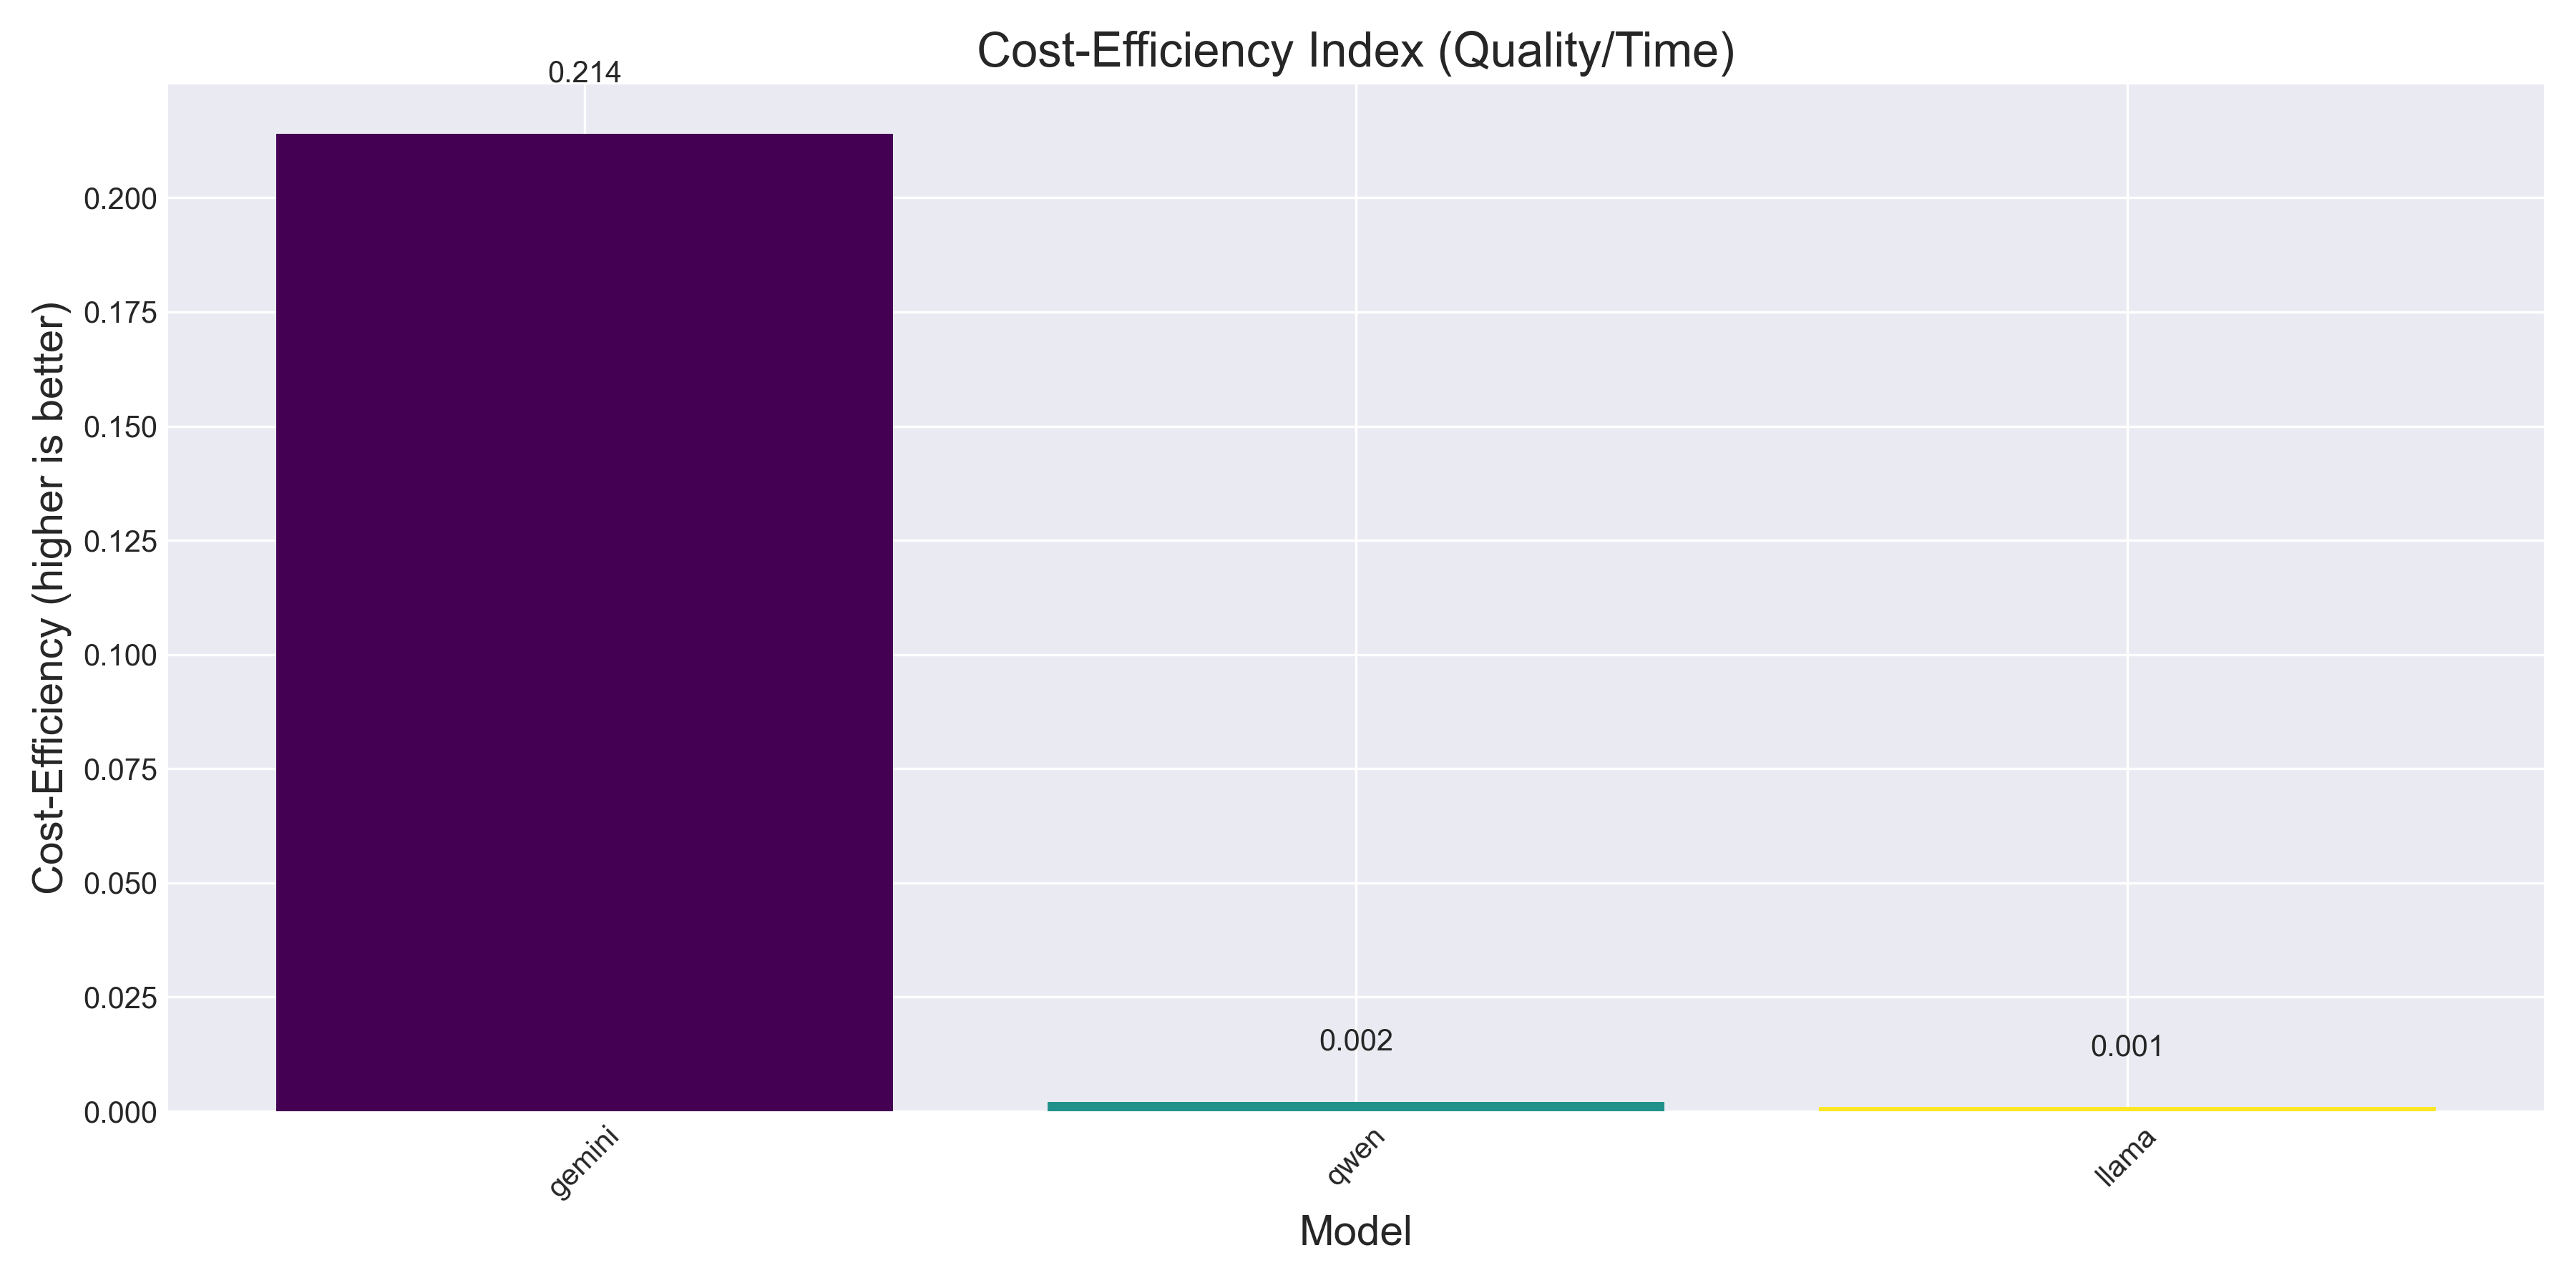 Cost-Efficiency Index (Quality/Time)
0.214
0.200
0.175
0.150
0.125
0.100
0.075
0.050
0.025
0.000
Cost-Efficiency (higher is better)
0.002
0.001
gemini
qwen
llama
Model